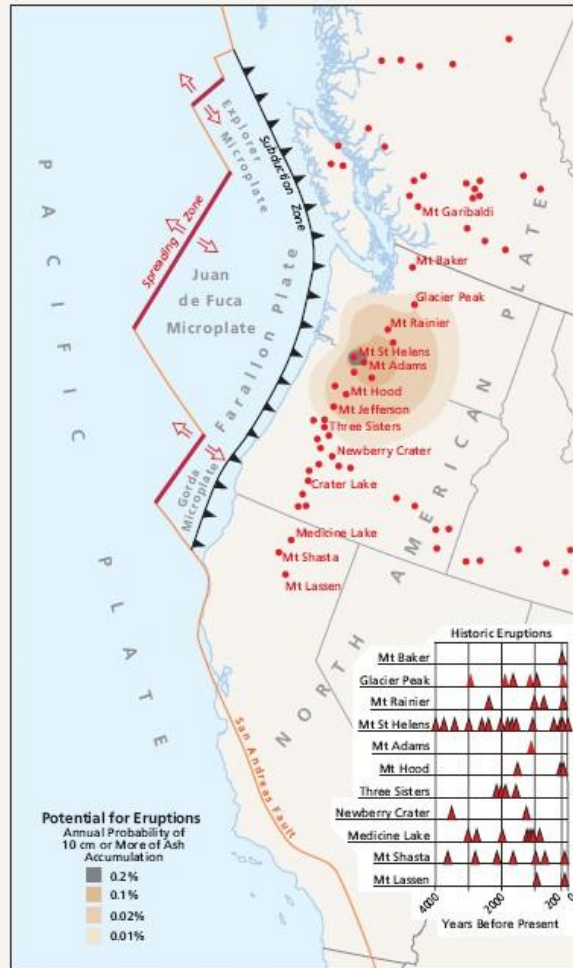 PACIFIC PLATE
Explorer
Microplate
Subduction
Zone
Spreading Zone
Juan
de Fuca
Microplate
Farallon Plate
Gorda
Microplate
NORTH AMERICAN PLATE
San Andreas Fault
Mt Garibaldi
Mt Baker
Glacier Peak
Mt Rainier
Mt St Helens
Mt Adams
Mt Hood
Mt Jefferson
Three Sisters
Newberry Crater
Crater Lake
Medicine Lake
Mt Shasta
Mt Lassen
Historic Eruptions
Mt Baker
Glacier Peak
Mt Rainier
Mt St Helens
Mt Adams
Mt Hood
Three Sisters
Newberry Crater
Medicine Lake
Mt Shasta
Mt Lassen
4000 2000 200 0
Years Before Present
Potential for Eruptions
Annual Probability of
10 cm or More of Ash
Accumulation
0.2%
0.1%
0.02%
0.01%